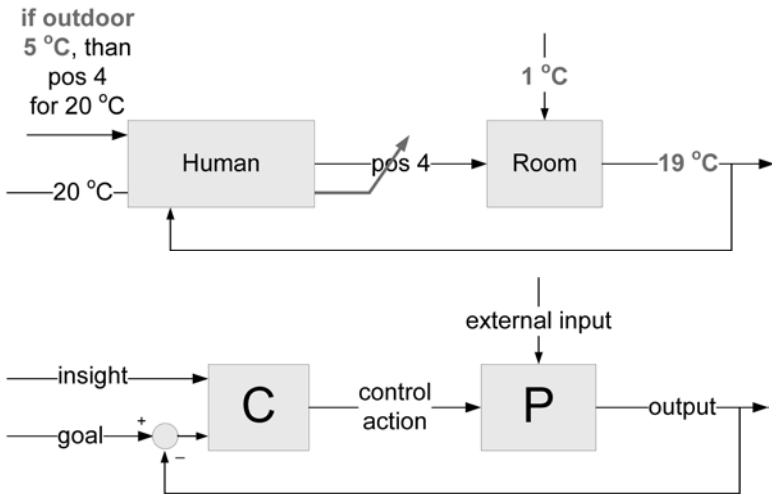 if outdoor
5 °C, than
pos 4
for 20 °C
1 °C
Human
pos 4
Room
19 °C
20 °C
external input
insight
C
control
action
P
output
goal
+
–